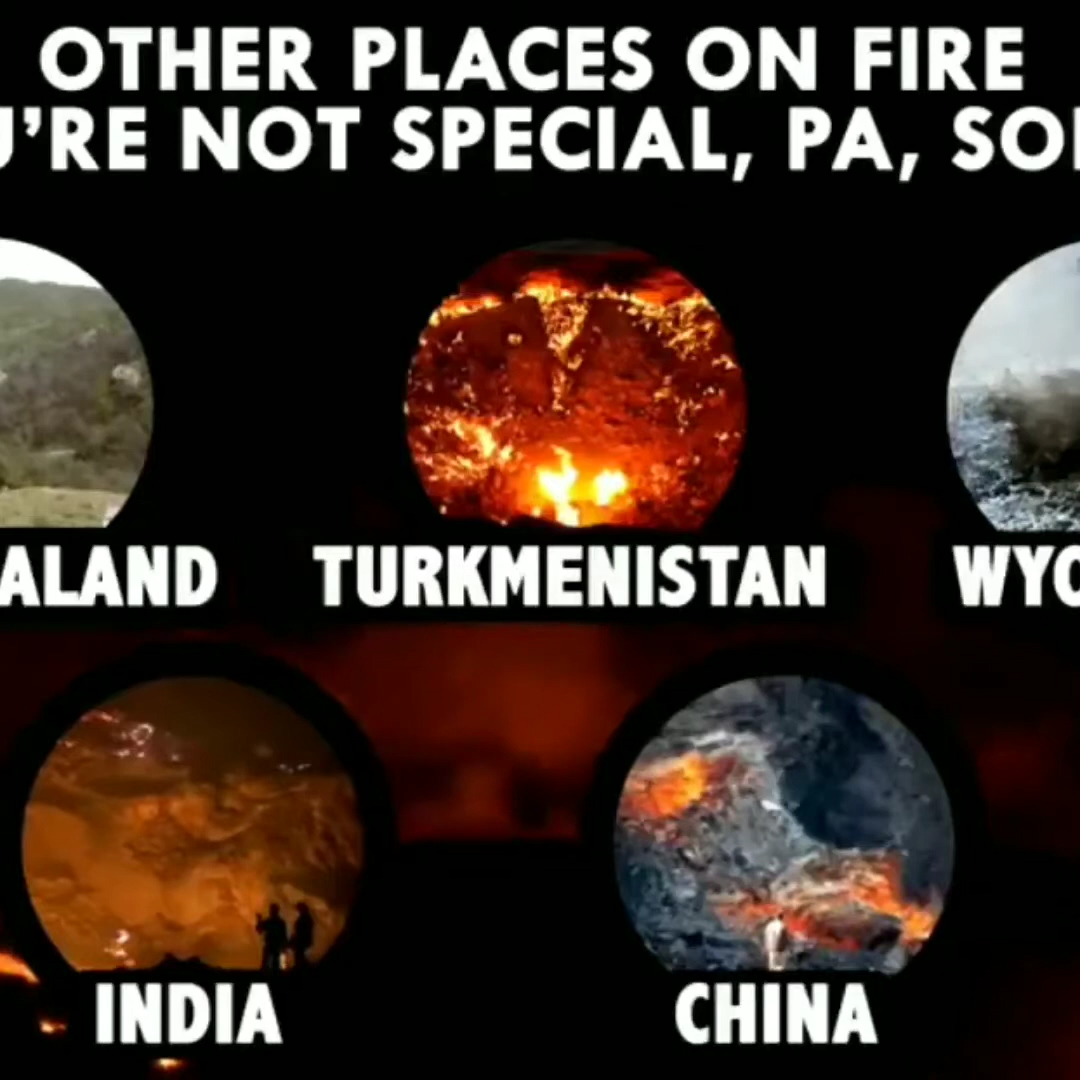 OTHER PLACES ON FIRE
U'RE NOT SPECIAL, PA, SO
ALAND
TURKMENISTAN
WYO
INDIA
CHINA